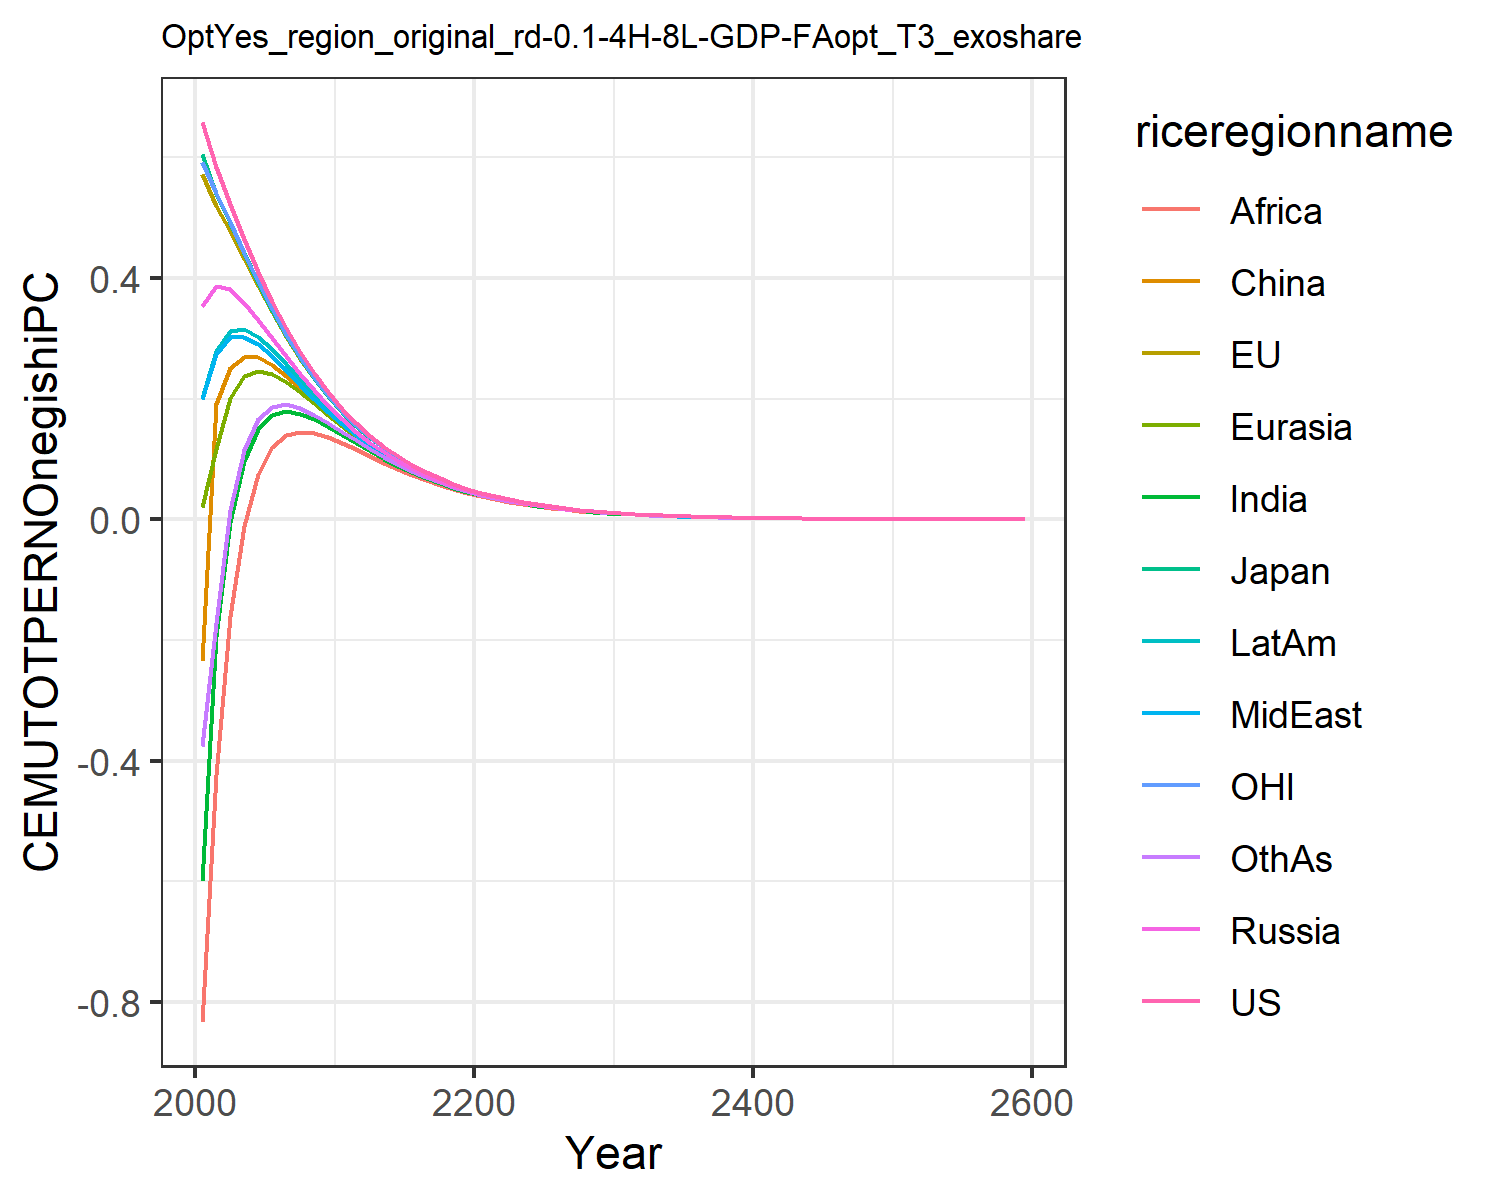 OptYes_region_original_rd-0.1-4H-8L-GDP-FAopt_T3_exoshare
CEMUTOTPERNOnegishiPC
0.4
0.0
-0.4
-0.8
2000
2200
2400
2600
Year
riceregionname
Africa
China
EU
Eurasia
India
Japan
LatAm
MidEast
OHI
OthAs
Russia
US